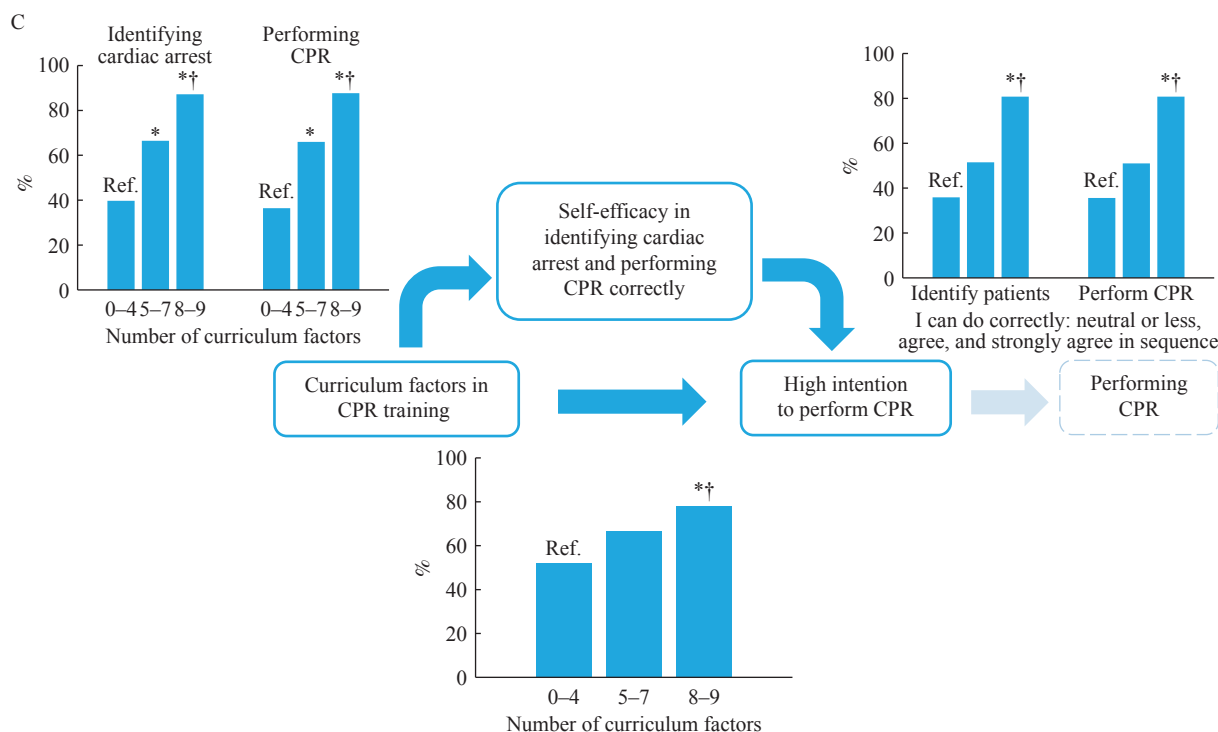 C
Identifying
cardiac arrest
Performing
CPR
100
80
60
40
20
0
%
Ref.
*
*†
Ref.
*
*†
0–4 5–7 8–9
0–4 5–7 8–9
Number of curriculum factors
Self-efficacy in
identifying cardiac
arrest and performing
CPR correctly
100
80
60
40
20
0
%
Ref.
*†
Ref.
*†
Identify patients
Perform CPR
I can do correctly: neutral or less,
agree, and strongly agree in sequence
Curriculum factors in
CPR training
High intention
to perform CPR
Performing
CPR
100
80
60
40
20
0
%
Ref.
*†
0–4
5–7
8–9
Number of curriculum factors